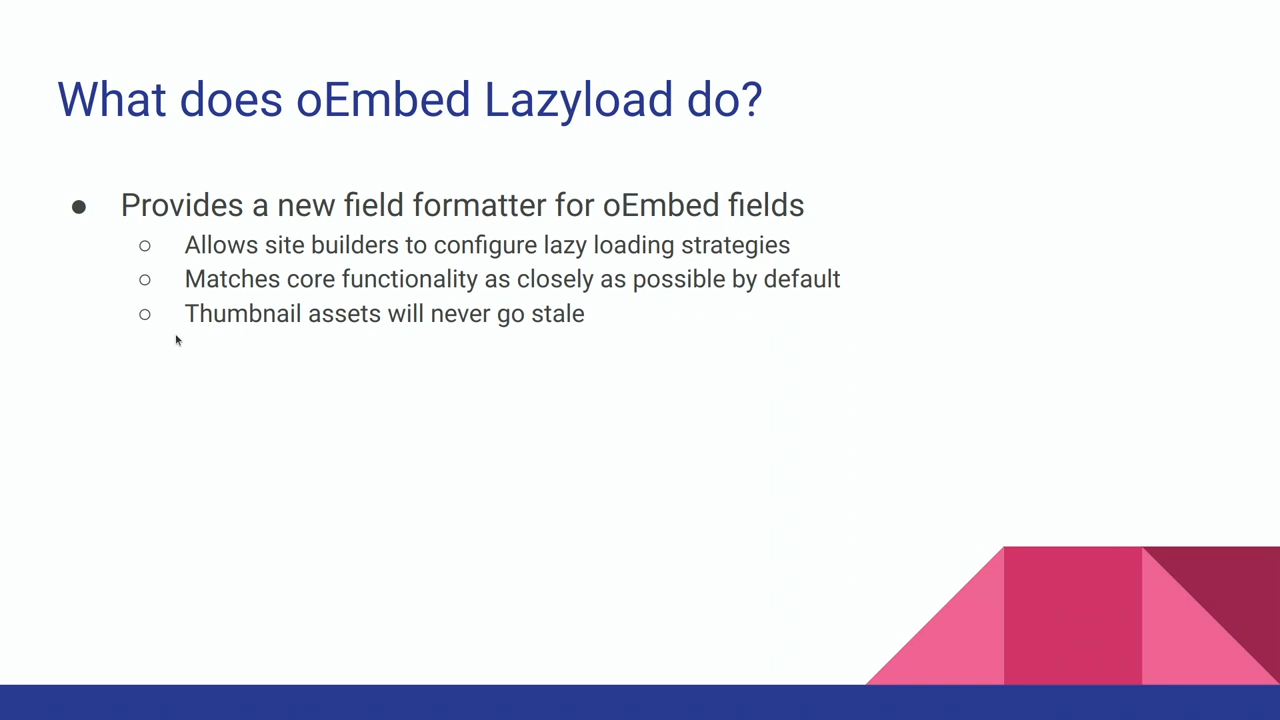 What does oEmbed Lazyload do?
● Provides a new field formatter for oEmbed fields
○ Allows site builders to configure lazy loading strategies
○ Matches core functionality as closely as possible by default
○ Thumbnail assets will never go stale